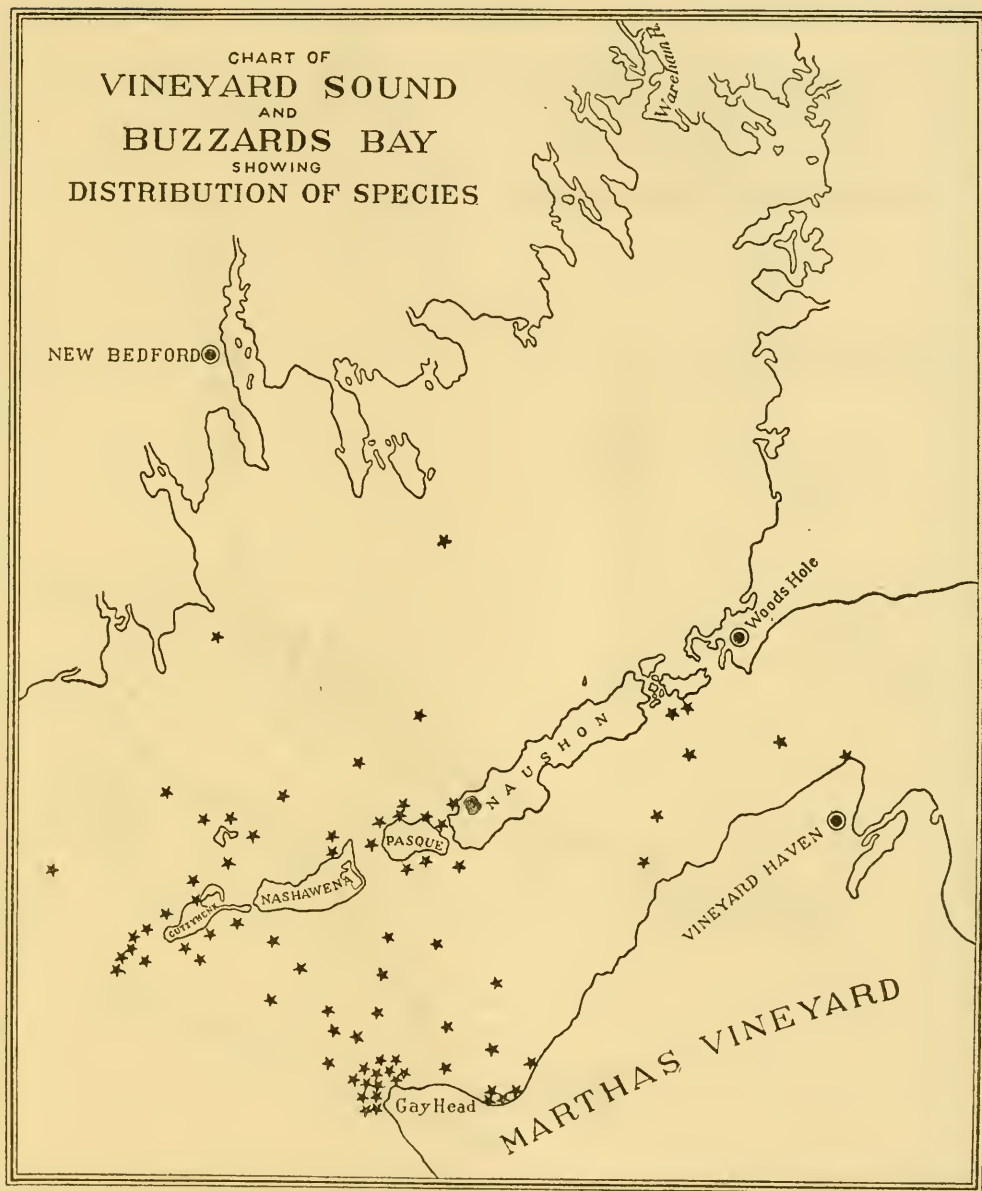 CHART OF
VINEYARD SOUND
AND
BUZZARDS BAY
SHOWING
DISTRIBUTION OF SPECIES
Wareham R.
NEW BEDFORD
Woods Hole
NAUSHON
PASQUE
NASHAWENA
CUTTYHUNK
VINEYARD HAVEN
MARTHAS VINEYARD
Gay Head